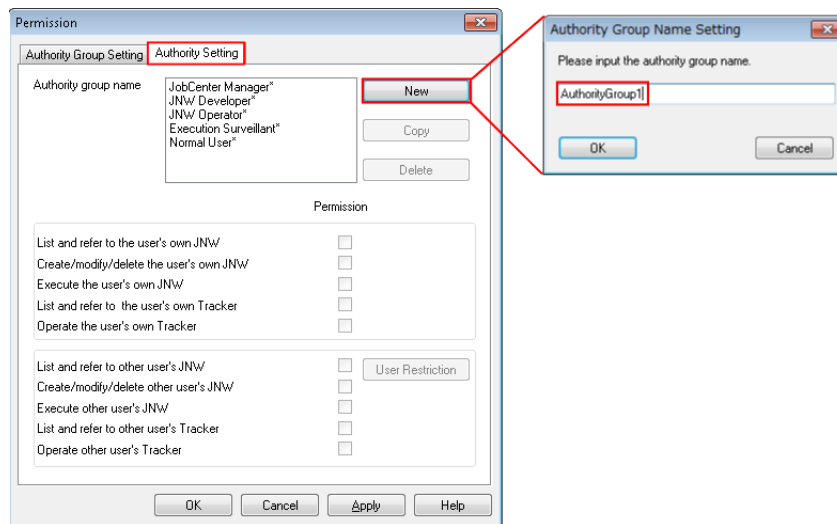 Permission
Authority Group Setting
Authority Setting
Authority group name
JobCenter Manager*
JNW Developer*
JNW Operator*
Execution Surveillant*
Normal User*
New
Copy
Delete
Permission
List and refer to the user's own JNW
Create/modify/delete the user's own JNW
Execute the user's own JNW
List and refer to the user's own Tracker
Operate the user's own Tracker
List and refer to other user's JNW
User Restriction
Create/modify/delete other user's JNW
Execute other user's JNW
List and refer to other user's Tracker
Operate other user's Tracker
OK
Cancel
Apply
Help
Authority Group Name Setting
Please input the authority group name.
AuthorityGroup1
OK
Cancel